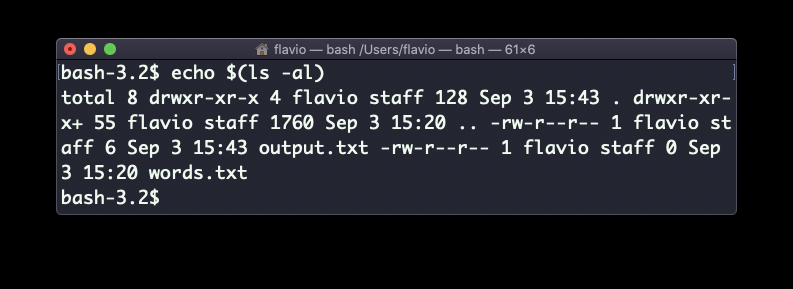 flavio — bash /Users/flavio — bash — 61×6
bash-3.2$ echo $(ls -al)
total 8 drwxr-xr-x 4 flavio staff 128 Sep 3 15:43 . drwxr-xr-
x+ 55 flavio staff 1760 Sep 3 15:20 .. -rw-r--r-- 1 flavio st
aff 6 Sep 3 15:43 output.txt -rw-r--r-- 1 flavio staff 0 Sep
3 15:20 words.txt
bash-3.2$